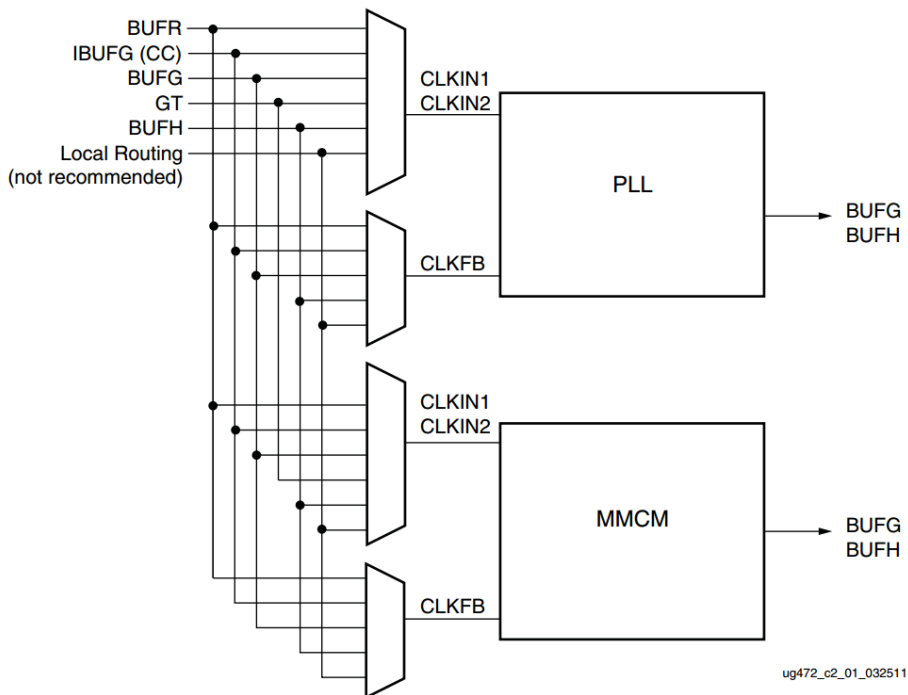 BUFR
IBUFG (CC)
BUFG
GT
BUFH
Local Routing
(not recommended)
CLKIN1
CLKIN2
PLL
BUFG
BUFH
CLKFB
CLKIN1
CLKIN2
MMCM
BUFG
BUFH
CLKFB
ug472_c2_01_032511